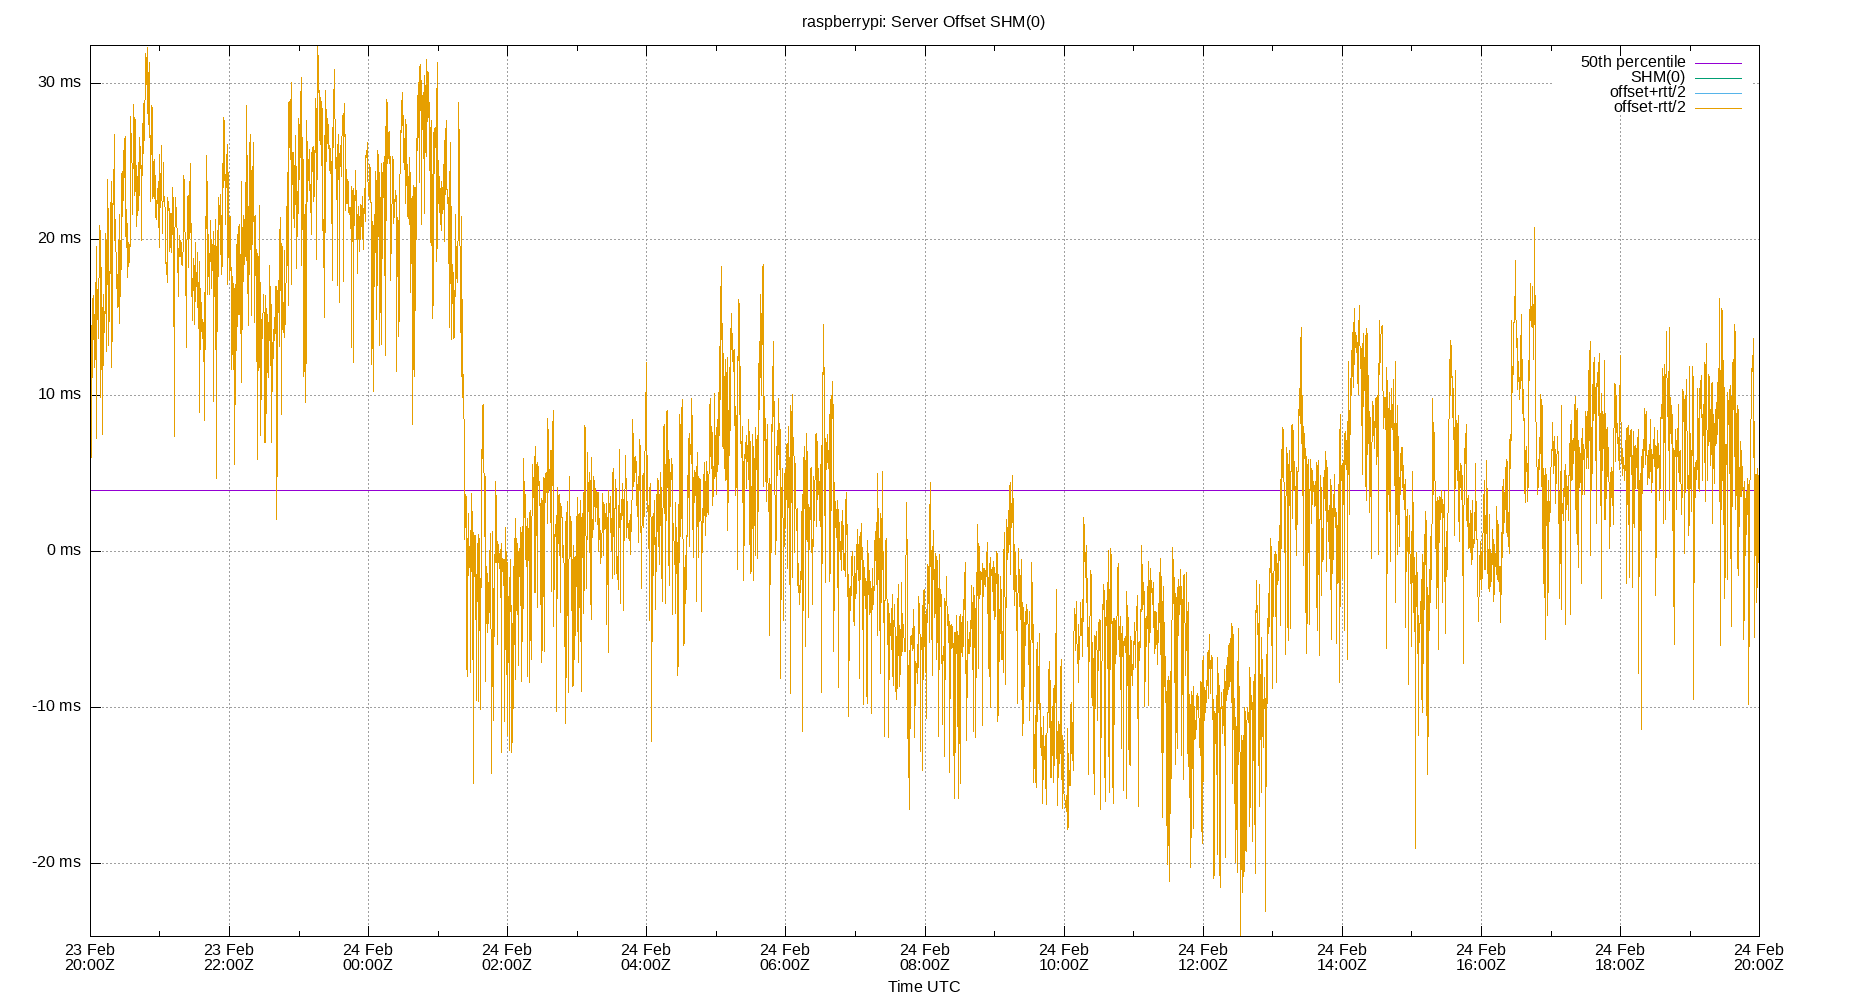 raspberrypi: Server Offset SHM(0)
50th percentile
SHM(0)
offset+rtt/2
offset-rtt/2
30 ms
20 ms
10 ms
0 ms
-10 ms
-20 ms
23 Feb 23 Feb 24 Feb 24 Feb 24 Feb 24 Feb 24 Feb 24 Feb 24 Feb 24 Feb 24 Feb 24 Feb 24 Feb
20:00Z 22:00Z 00:00Z 02:00Z 04:00Z 06:00Z 08:00Z 10:00Z 12:00Z 14:00Z 16:00Z 18:00Z 20:00Z
Time UTC